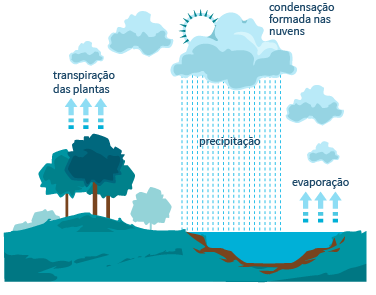 condensação
formada nas
nuvens
transpiração
das plantas
precipitação
evaporação